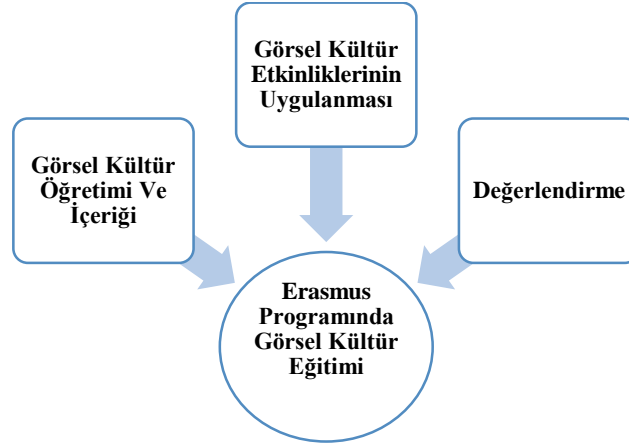 Görsel Kültür
Etkinliklerinin
Uygulanması
Görsel Kültür
Öğretimi Ve
İçeriği
Değerlendirme
Erasmus
Programında
Görsel Kültür
Eğitimi